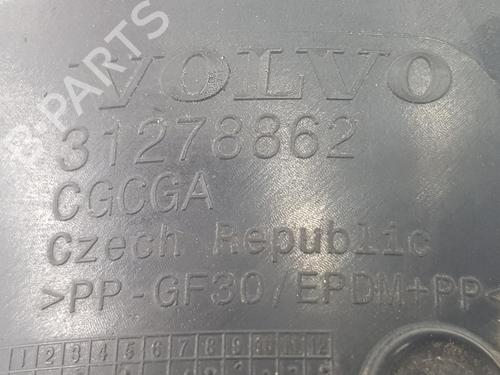 B-PARTS
VOLVO
31278862
CGCGA
Czech Republic
>PP-GF30/EPDM+PP<
1 2 3 4 5 6 7 8 9 10 11 12